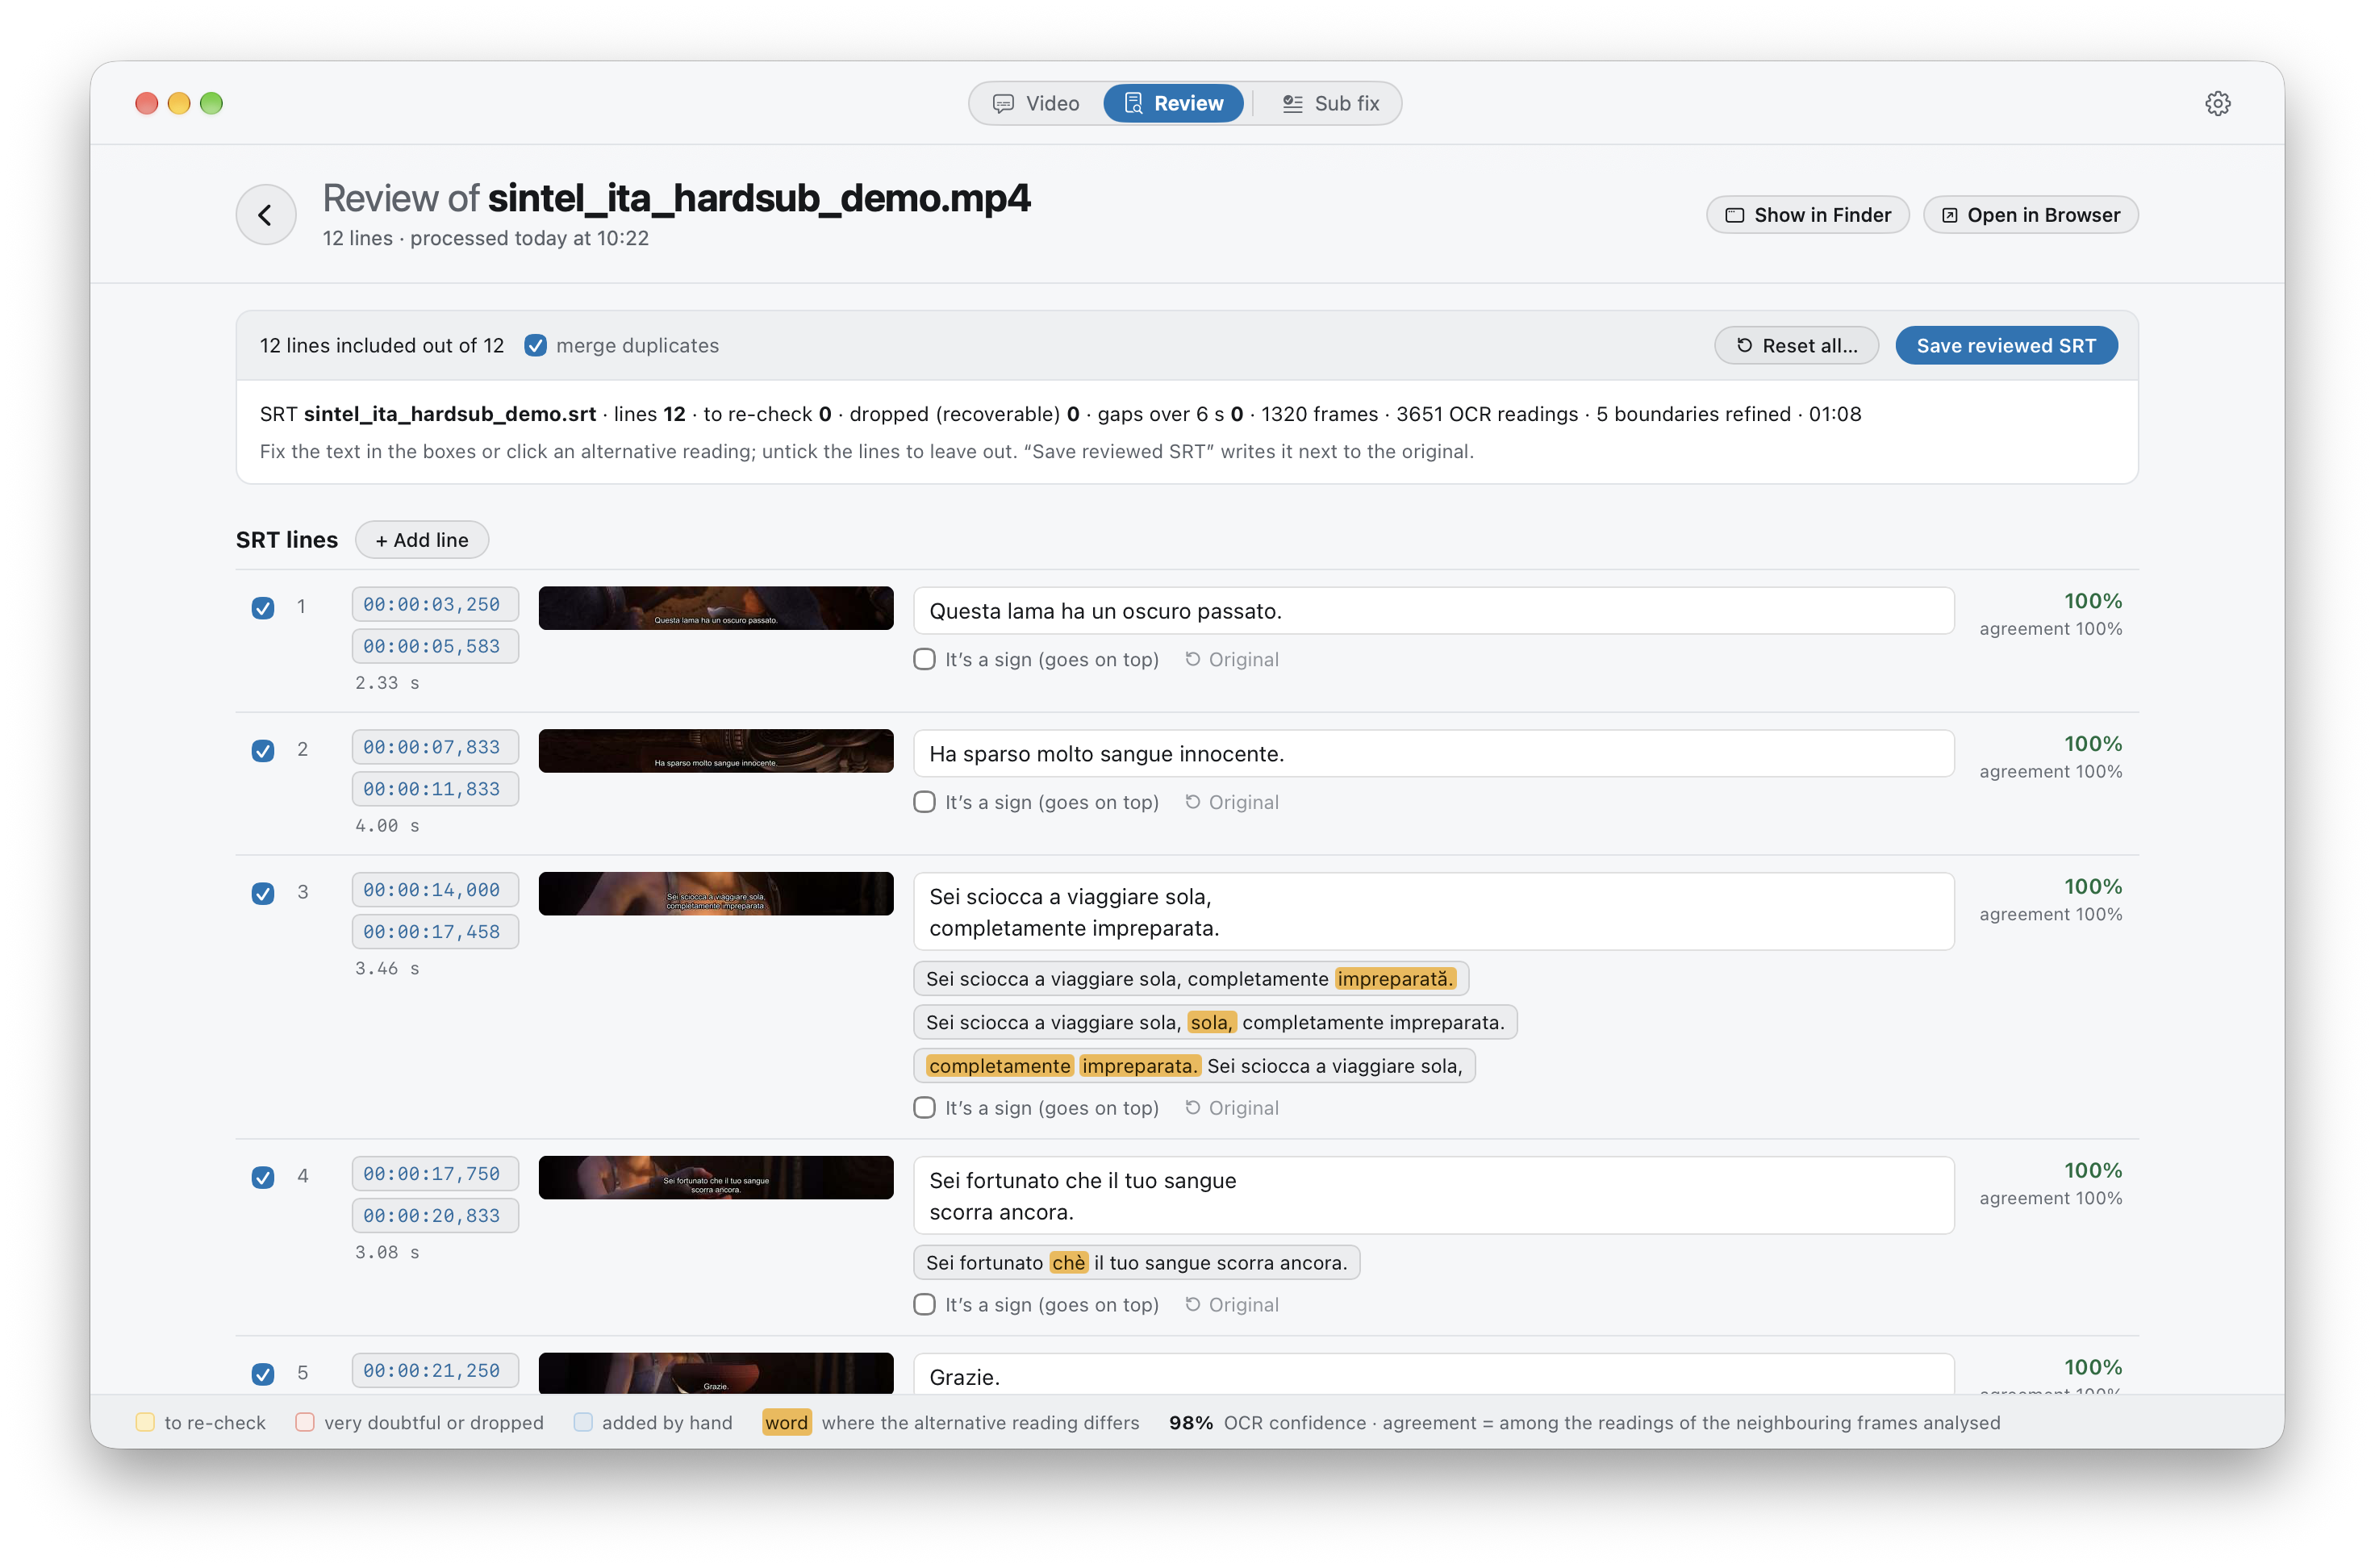 Video
Review
Sub fix
Review of sintel_ita_hardsub_demo.mp4
12 lines · processed today at 10:22
Show in Finder
Open in Browser
12 lines included out of 12
merge duplicates
Reset all...
Save reviewed SRT
SRT sintel_ita_hardsub_demo.srt · lines 12 · to re-check 0 · dropped (recoverable) 0 · gaps over 6 s 0 · 1320 frames · 3651 OCR readings · 5 boundaries refined · 01:08
Fix the text in the boxes or click an alternative reading; untick the lines to leave out. “Save reviewed SRT” writes it next to the original.
SRT lines
+ Add line
1
00:00:03,250
00:00:05,583
2.33 s
Questa lama ha un oscuro passato.
Questa lama ha un oscuro passato.
It’s a sign (goes on top)
Original
100%
agreement 100%
2
00:00:07,833
00:00:11,833
4.00 s
Ha sparso molto sangue innocente.
Ha sparso molto sangue innocente.
It’s a sign (goes on top)
Original
100%
agreement 100%
3
00:00:14,000
00:00:17,458
3.46 s
Sei sciocca a viaggiare sola,
completamente impreparata.
Sei sciocca a viaggiare sola,
completamente impreparata.
Sei sciocca a viaggiare sola, completamente impreparată.
Sei sciocca a viaggiare sola, sola, completamente impreparata.
completamente impreparata. Sei sciocca a viaggiare sola,
It’s a sign (goes on top)
Original
100%
agreement 100%
4
00:00:17,750
00:00:20,833
3.08 s
Sei fortunato che il tuo sangue
scorra ancora.
Sei fortunato che il tuo sangue
scorra ancora.
Sei fortunato chè il tuo sangue scorra ancora.
It’s a sign (goes on top)
Original
100%
agreement 100%
5
00:00:21,250
Grazie.
Grazie.
100%
agreement 100%
to re-check
very doubtful or dropped
added by hand
word where the alternative reading differs
98% OCR confidence · agreement = among the readings of the neighbouring frames analysed